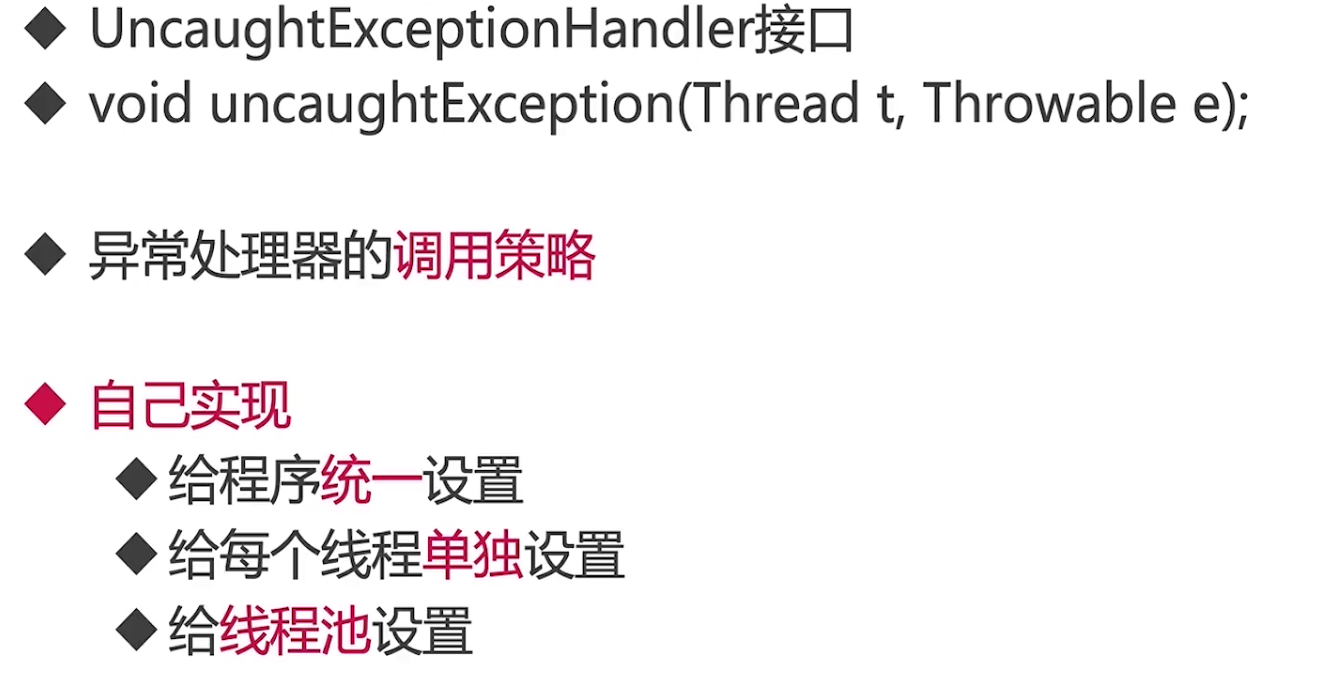 ◆ UncaughtExceptionHandler接口
◆ void uncaughtException(Thread t, Throwable e);
◆ 异常处理器的调用策略
◆ 自己实现
◆ 给程序统一设置
◆ 给每个线程单独设置
◆ 给线程池设置